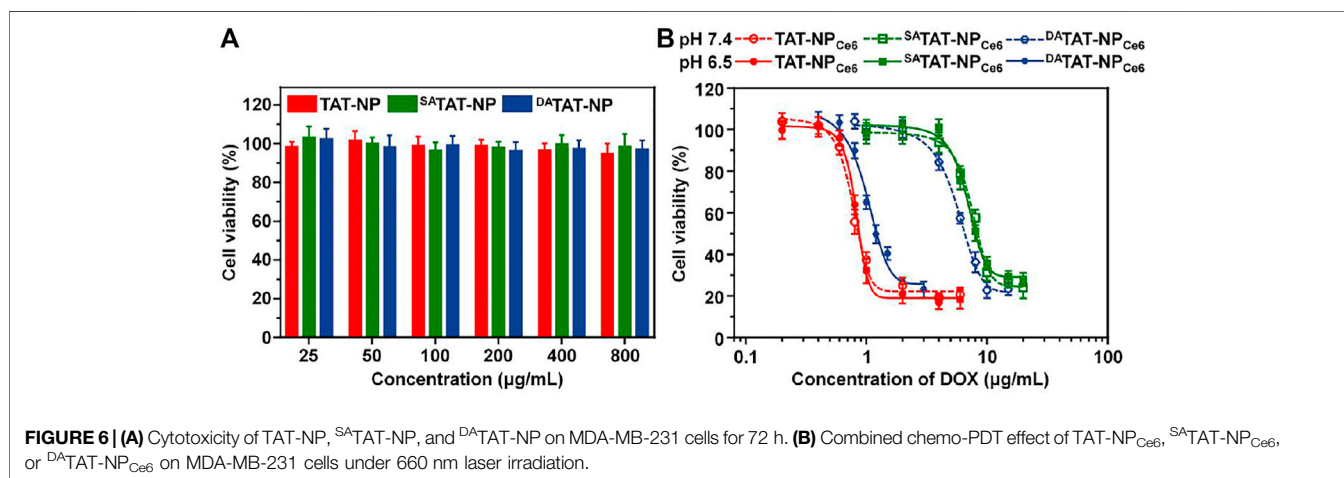 A
TAT-NP SATAT-NP DATAT-NP
Cell viability (%)
120
100
80
60
40
20
0
25 50 100 200 400 800
Concentration (µg/mL)
B
pH 7.4 TAT-NPCe6 SATAT-NPCe6 DATAT-NPCe6
pH 6.5 TAT-NPCe6 SATAT-NPCe6 DATAT-NPCe6
Cell viability (%)
120
100
80
60
40
20
0
0.1 1 10 100
Concentration of DOX (µg/mL)
FIGURE 6 | (A) Cytotoxicity of TAT-NP, SATAT-NP, and DATAT-NP on MDA-MB-231 cells for 72 h. (B) Combined chemo-PDT effect of TAT-NPCe6, SATAT-NPCe6,
or DATAT-NPCe6 on MDA-MB-231 cells under 660 nm laser irradiation.